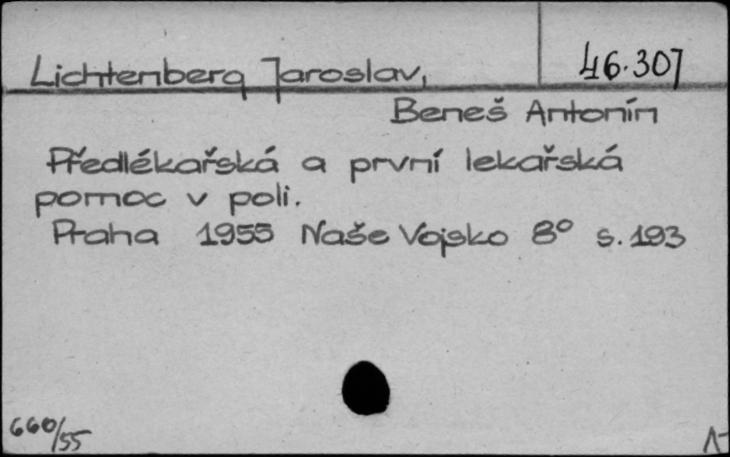 Lichtenberg Jaroslav, 46.307
Beneš Antonín
Předlékařská a první lekařská
pomoc v poli.
Praha 1955 Naše Vojsko 8° s. 193
660/55